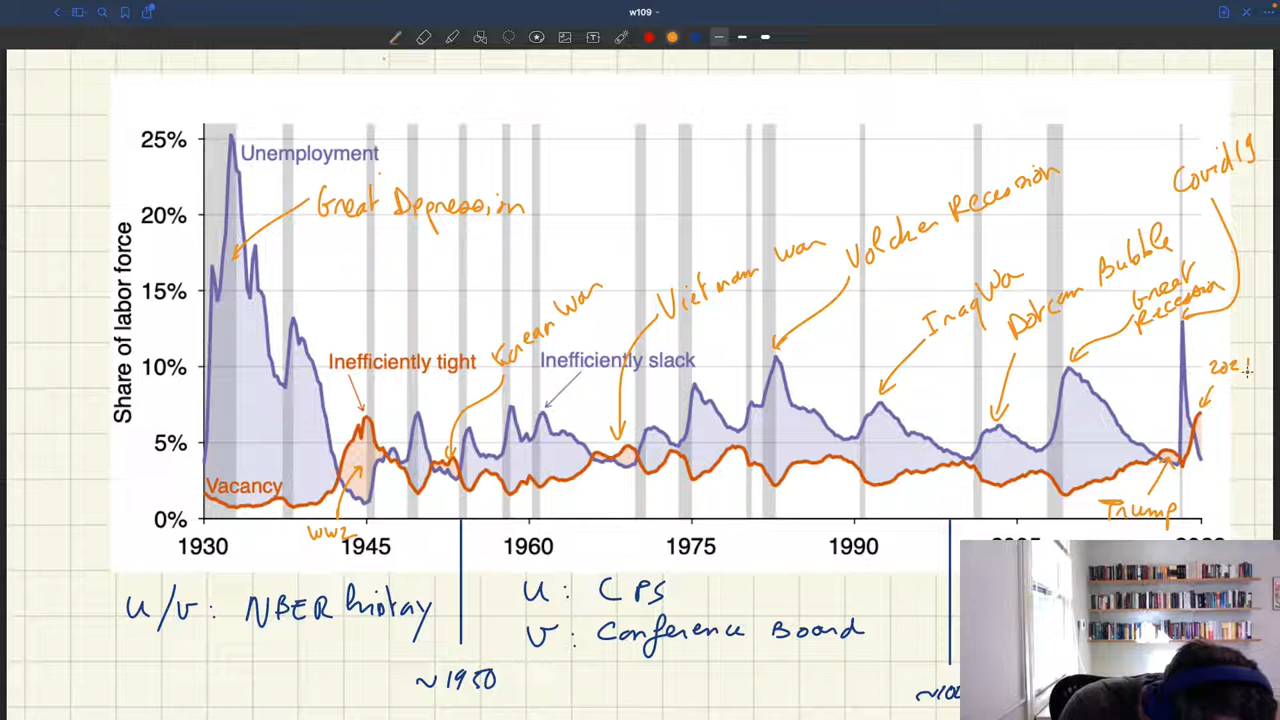 w109
25%
20%
15%
10%
5%
0%
Share of labor force
Unemployment
Great Depression
Inefficiently tight
Vacancy
WW2
Korean War
Inefficiently slack
Vietnam War
Volcker Recession
Iraq War
Dotcom Bubble
Great
Recession
Covid19
Trump
1930
1945
1960
1975
1990
u/v: NBER history
u: CPS
v: Conference Board
~1950